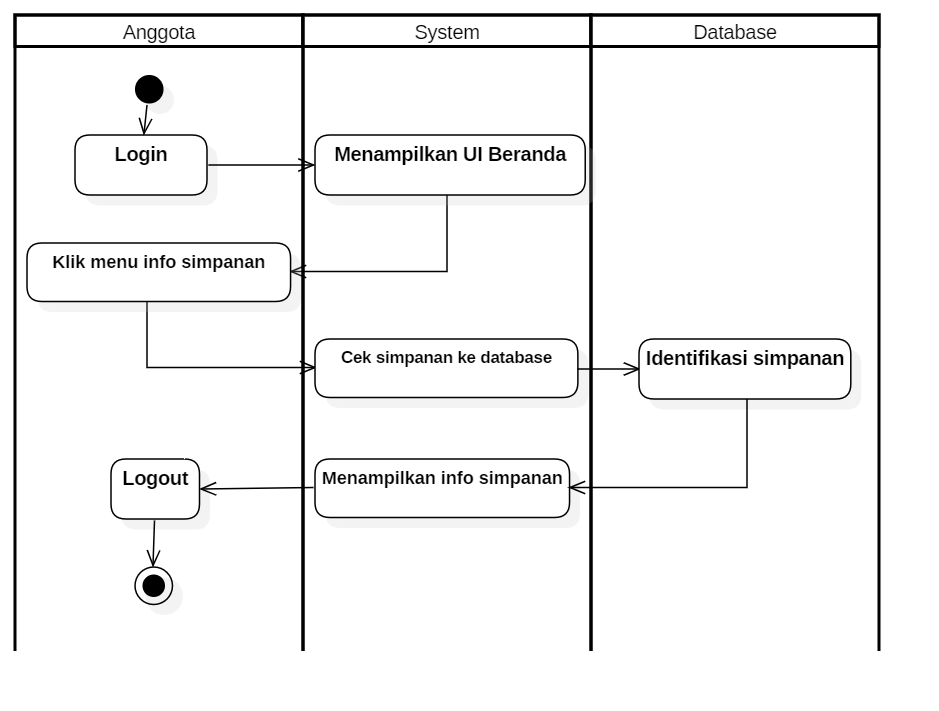 Anggota
System
Database
Login
Menampilkan UI Beranda
Klik menu info simpanan
Cek simpanan ke database
Identifikasi simpanan
Logout
Menampilkan info simpanan